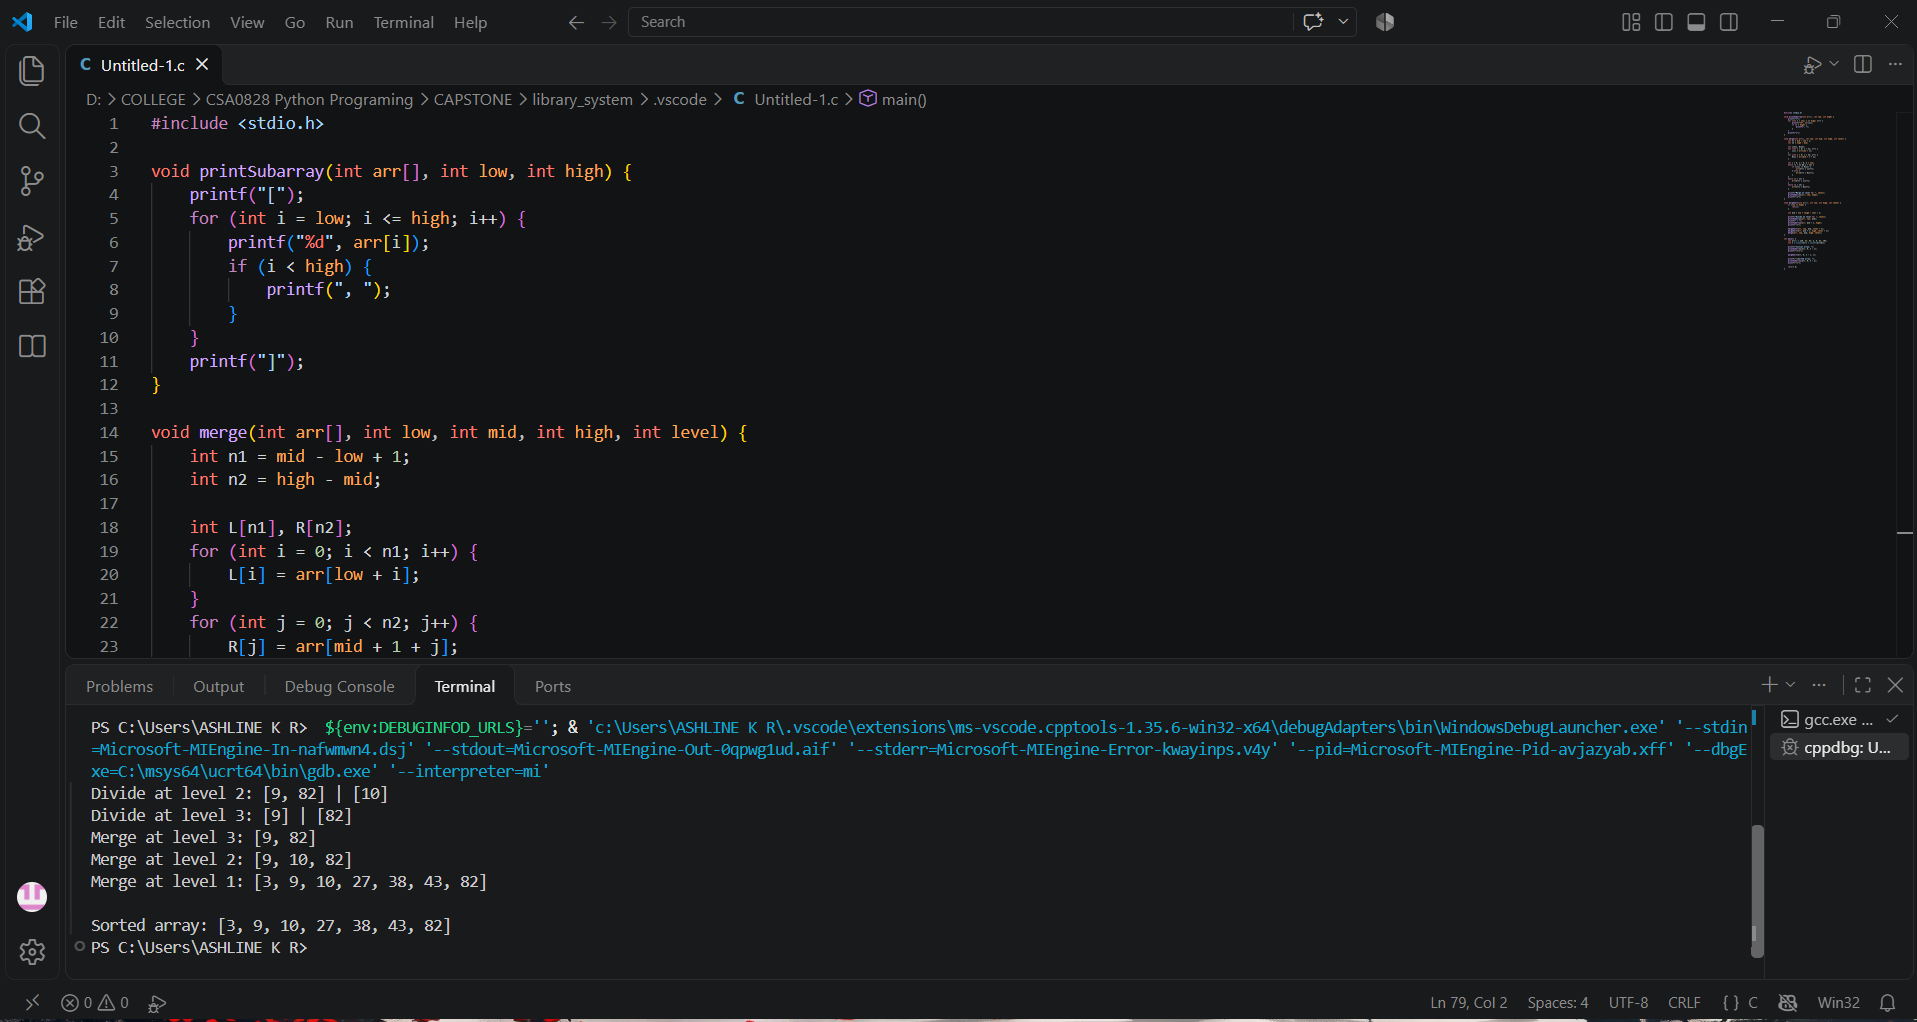 File Edit Selection View Go Run Terminal Help Search
C Untitled-1.c
D: > COLLEGE > CSA0828 Python Programing > CAPSTONE > library_system > .vscode > C Untitled-1.c > main()
1 #include <stdio.h>
2
3 void printSubarray(int arr[], int low, int high) {
4 printf("[");
5 for (int i = low; i <= high; i++) {
6 printf("%d", arr[i]);
7 if (i < high) {
8 printf(", ");
9 }
10 }
11 printf("]");
12 }
13
14 void merge(int arr[], int low, int mid, int high, int level) {
15 int n1 = mid - low + 1;
16 int n2 = high - mid;
17
18 int L[n1], R[n2];
19 for (int i = 0; i < n1; i++) {
20 L[i] = arr[low + i];
21 }
22 for (int j = 0; j < n2; j++) {
23 R[j] = arr[mid + 1 + j];
Problems Output Debug Console Terminal Ports
PS C:\Users\ASHLINE K R> ${env:DEBUGINFOD_URLS}=''; & 'c:\Users\ASHLINE K R\.vscode\extensions\ms-vscode.cpptools-1.35.6-win32-x64\debugAdapters\bin\WindowsDebugLauncher.exe' '--stdin
=Microsoft-MIEngine-In-nafwmwn4.dsj' '--stdout=Microsoft-MIEngine-Out-0qpwg1ud.aif' '--stderr=Microsoft-MIEngine-Error-kwayinps.v4y' '--pid=Microsoft-MIEngine-Pid-avjazyab.xff' '--dbgE
xe=C:\msys64\ucrt64\bin\gdb.exe' '--interpreter=mi'
Divide at level 2: [9, 82] | [10]
Divide at level 3: [9] | [82]
Merge at level 3: [9, 82]
Merge at level 2: [9, 10, 82]
Merge at level 1: [3, 9, 10, 27, 38, 43, 82]
Sorted array: [3, 9, 10, 27, 38, 43, 82]
PS C:\Users\ASHLINE K R>
gcc.exe ...
cppdbg: U...
0 0 Ln 79, Col 2 Spaces: 4 UTF-8 CRLF { } C Win32